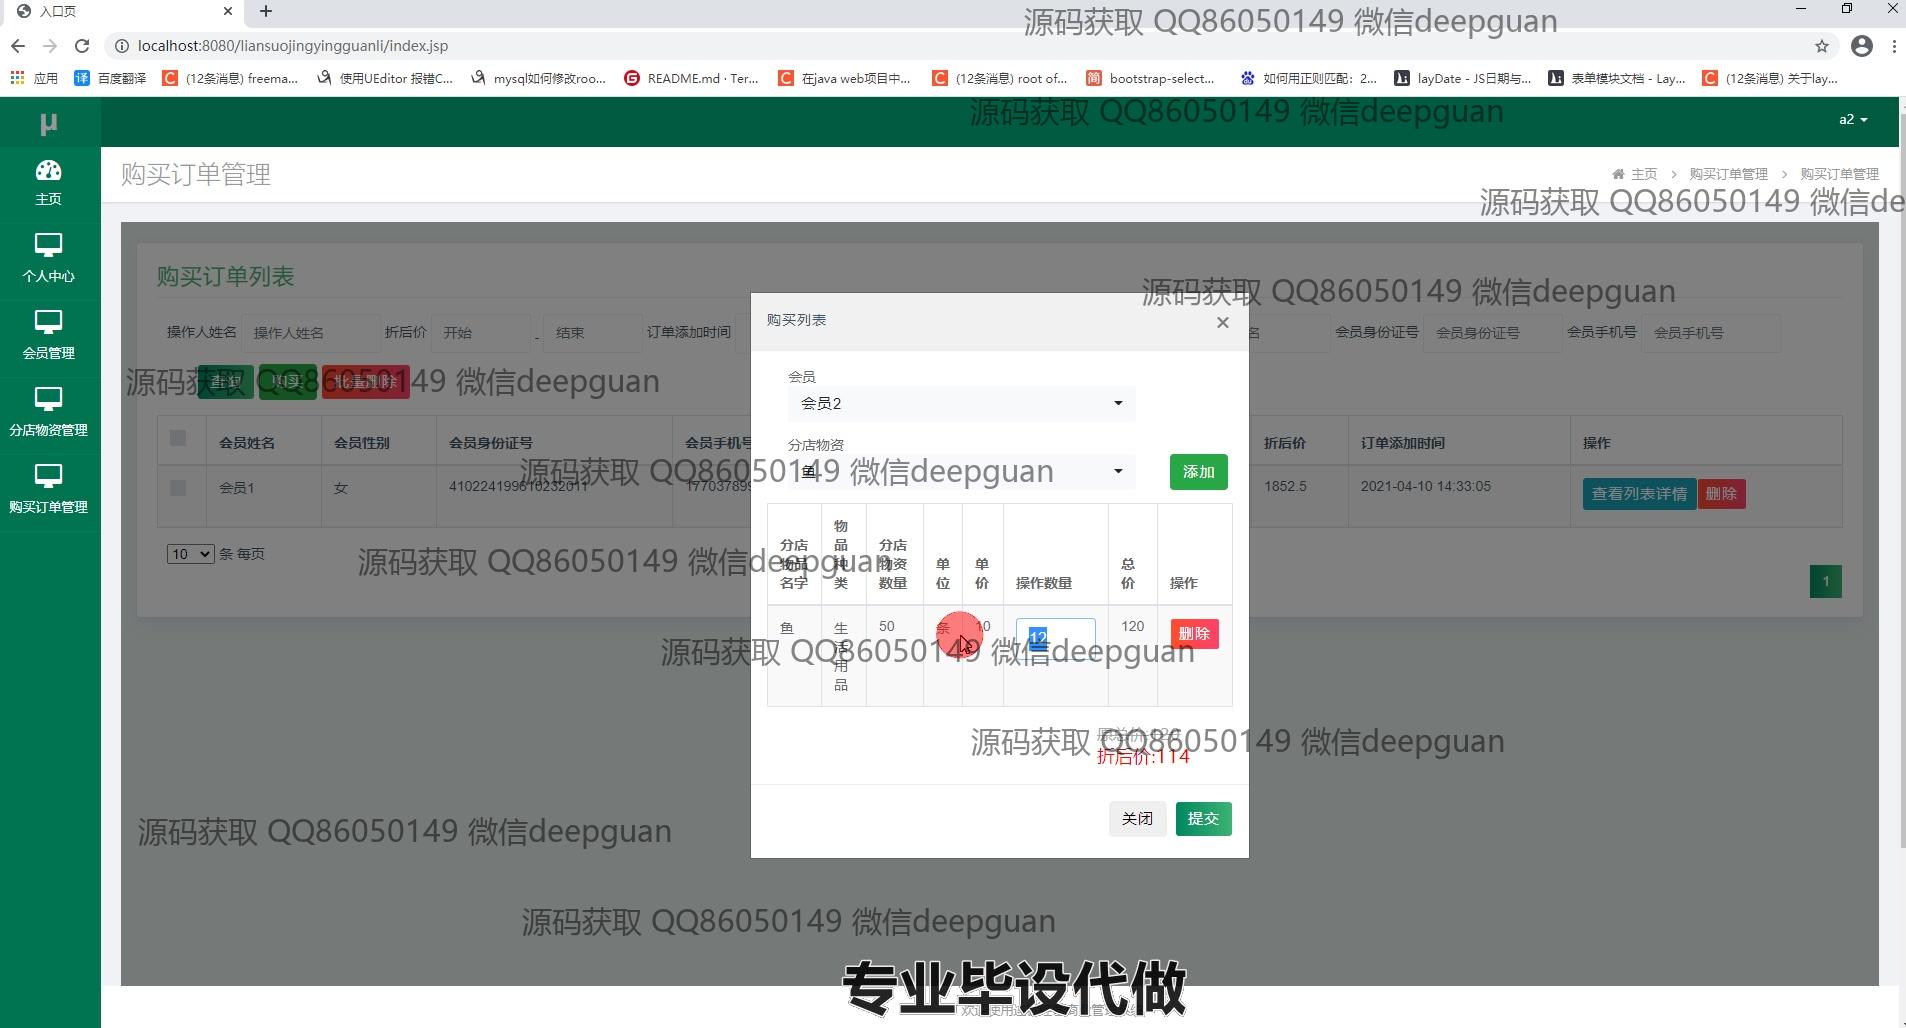 入口页
源码获取 QQ86050149 微信deepguan
localhost:8080/liansuojingyingguanli/index.jsp
应用
百度翻译
(12条消息) freema...
使用UEditor 报错C...
mysql如何修改roo...
README.md · Ter...
在java web项目中...
(12条消息) root of...
bootstrap-select...
如何用正则匹配：2...
layDate - JS日期与...
表单模块文档 - Lay...
(12条消息) 关于lay...
源码获取 QQ86050149 微信deepguan
μ
a2
主页
个人中心
会员管理
分店物资管理
购买订单管理
购买订单管理
主页 > 购买订单管理 > 购买订单管理
源码获取 QQ86050149 微信de
购买订单列表
源码获取 QQ86050149 微信deepguan
操作人姓名 操作人姓名 折后价 开始 - 结束 订单添加时间
名 会员身份证号 会员身份证号 会员手机号 会员手机号
查询 购买 批量删除
源码获取 QQ86050149 微信deepguan
会员姓名 会员性别 会员身份证号 会员手机号 折后价 订单添加时间 操作
会员1 女 410224199610232011 1852.5 2021-04-10 14:33:05 查看列表详情 删除
10 条 每页
1
购买列表
×
会员
会员2
分店物资
鱼
添加
源码获取 QQ86050149 微信deepguan
分店物品名字 物品种类 分店物资数量 单位 单价 操作数量 总价 操作
源码获取 QQ86050149 微信deepguan
鱼 生活用品 50 条 10 12 120 删除
源码获取 QQ86050149 微信deepguan
原总价:120
折后价:114
源码获取 QQ86050149 微信deepguan
关闭 提交
源码获取 QQ86050149 微信deepguan
源码获取 QQ86050149 微信deepguan
专业毕设代做